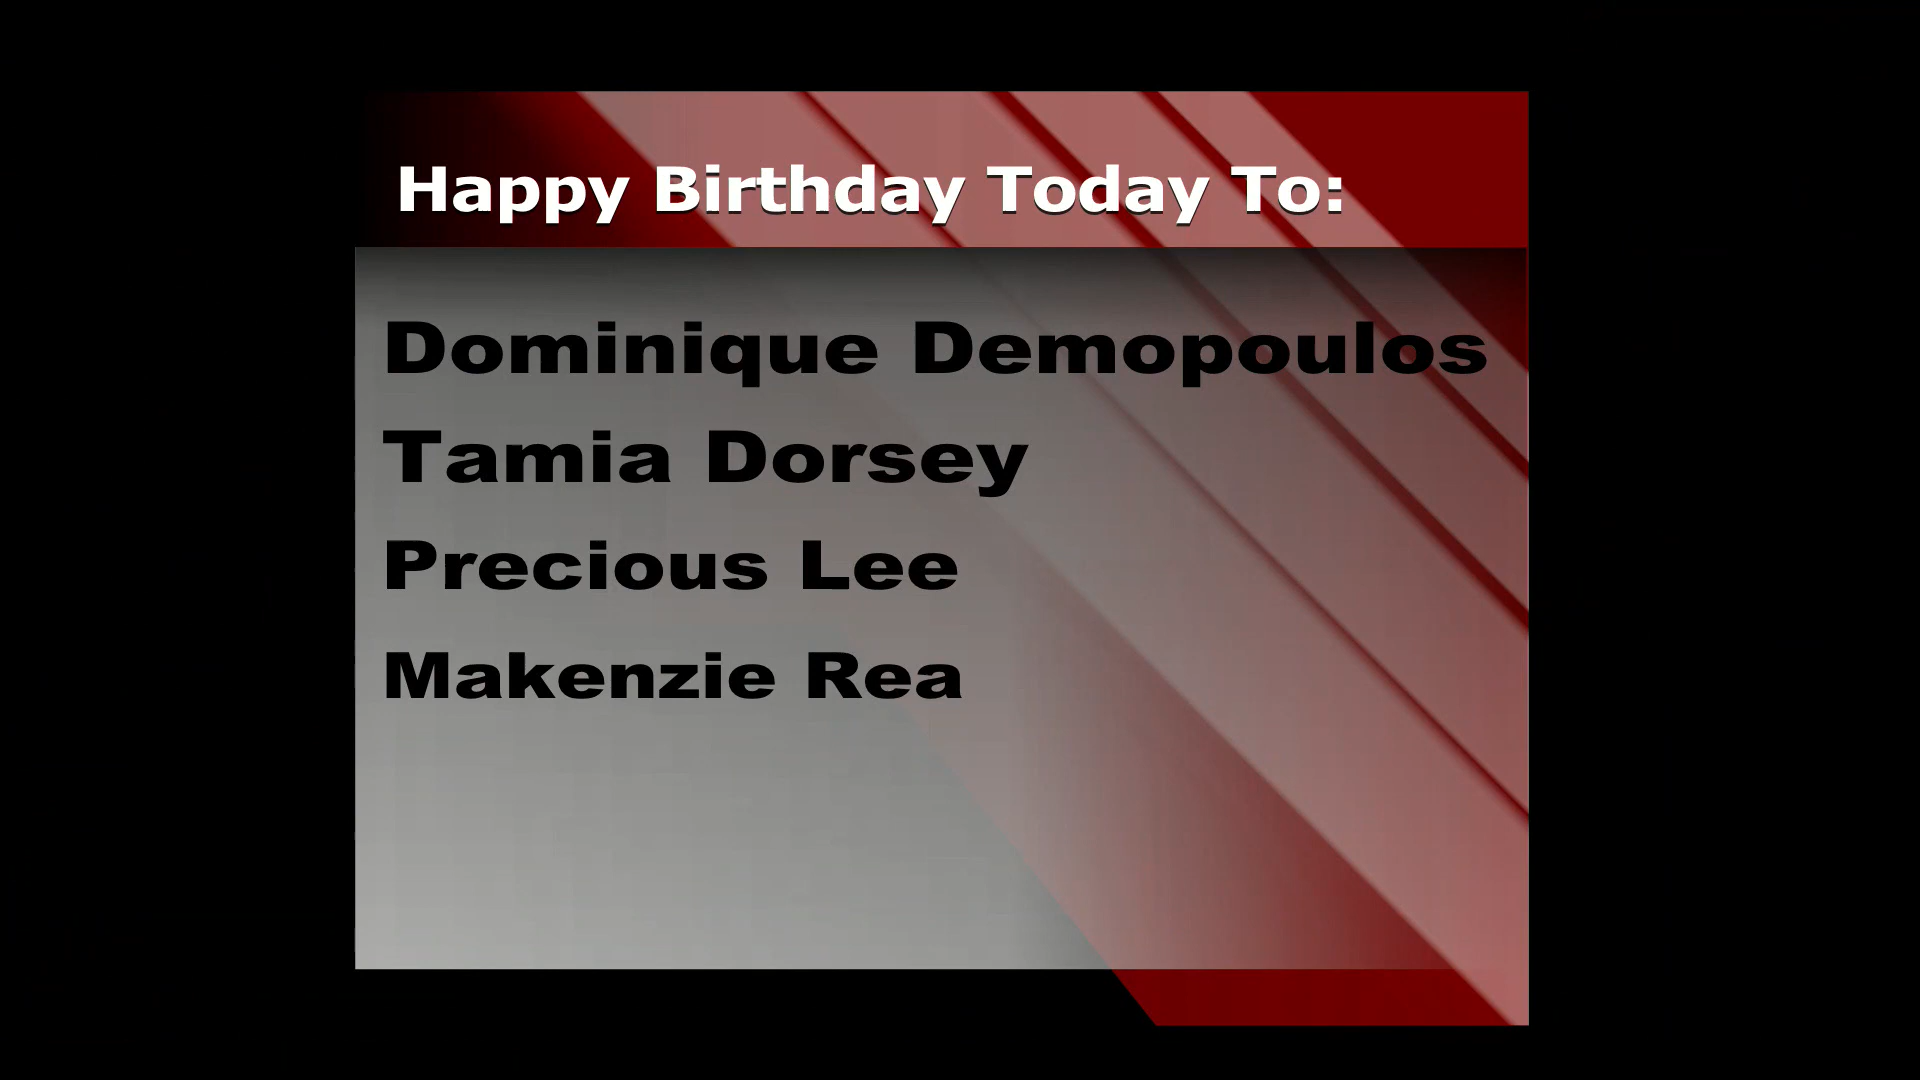 Happy Birthday Today To:
Dominique Demopoulos
Tamia Dorsey
Precious Lee
Makenzie Rea